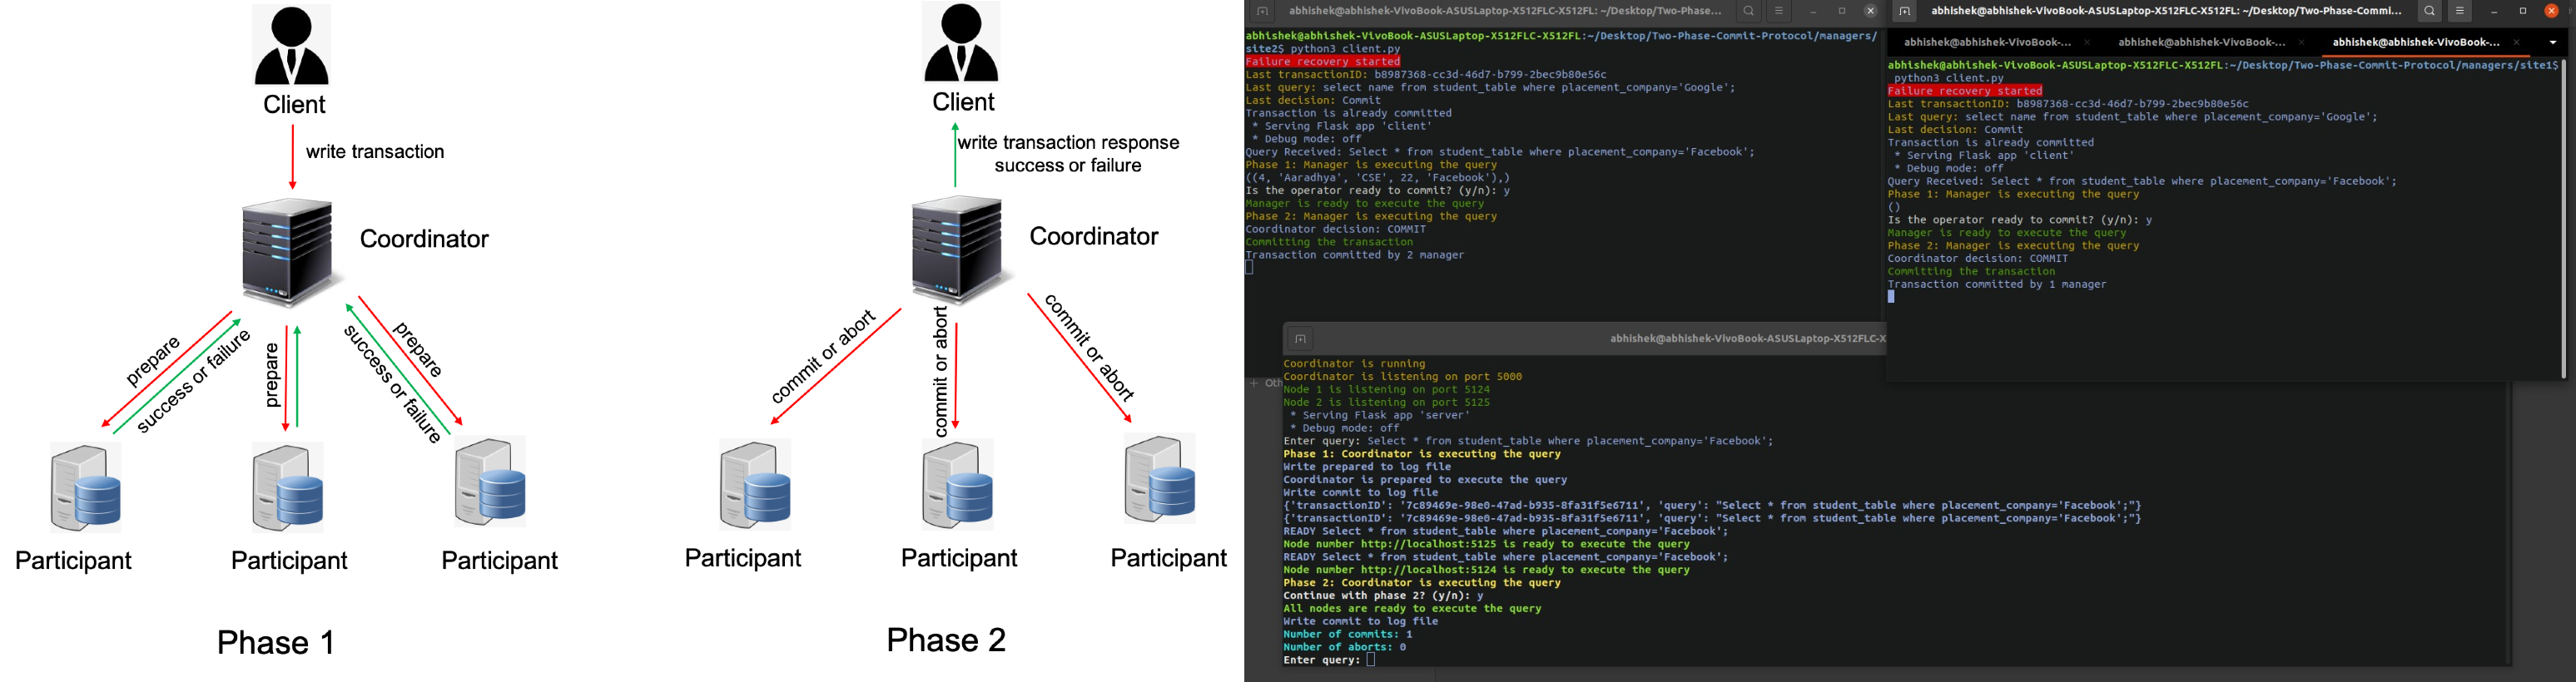 Client
write transaction
Coordinator
prepare
success or failure
prepare
success or failure
prepare
Participant
Participant
Participant
Phase 1
Client
write transaction response
success or failure
Coordinator
commit or abort
commit or abort
commit or abort
Participant
Participant
Participant
Phase 2
abhishek@abhishek-VivoBook-ASUSLaptop-X512FLC-X512FL: ~/Desktop/Two-Phase...
abhishek@abhishek-VivoBook-ASUSLaptop-X512FLC-X512FL:~/Desktop/Two-Phase-Commit-Protocol/managers/
site2$ python3 client.py
Failure recovery started
Last transactionID: b8987368-cc3d-46d7-b799-2bec9b80e56c
Last query: select name from student_table where placement_company='Google';
Last decision: Commit
Transaction is already committed
* Serving Flask app 'client'
* Debug mode: off
Query Received: Select * from student_table where placement_company='Facebook';
Phase 1: Manager is executing the query
((4, 'Aaradhya', 'CSE', 22, 'Facebook'),)
Is the operator ready to commit? (y/n): y
Manager is ready to execute the query
Phase 2: Manager is executing the query
Coordinator decision: COMMIT
Committing the transaction
Transaction committed by 2 manager
abhishek@abhishek-VivoBook-ASUSLaptop-X512FLC-X512FL: ~/Desktop/Two-Phase-Commi...
abhishek@abhishek-VivoBook-...
abhishek@abhishek-VivoBook-...
abhishek@abhishek-VivoBook-...
abhishek@abhishek-VivoBook-ASUSLaptop-X512FLC-X512FL:~/Desktop/Two-Phase-Commit-Protocol/managers/site1$
python3 client.py
Failure recovery started
Last transactionID: b8987368-cc3d-46d7-b799-2bec9b80e56c
Last query: select name from student_table where placement_company='Google';
Last decision: Commit
Transaction is already committed
* Serving Flask app 'client'
* Debug mode: off
Query Received: Select * from student_table where placement_company='Facebook';
Phase 1: Manager is executing the query
()
Is the operator ready to commit? (y/n): y
Manager is ready to execute the query
Phase 2: Manager is executing the query
Coordinator decision: COMMIT
Committing the transaction
Transaction committed by 1 manager
+ Oth
abhishek@abhishek-VivoBook-ASUSLaptop-X512FLC-X
Coordinator is running
Coordinator is listening on port 5000
Node 1 is listening on port 5124
Node 2 is listening on port 5125
* Serving Flask app 'server'
* Debug mode: off
Enter query: Select * from student_table where placement_company='Facebook';
Phase 1: Coordinator is executing the query
Write prepared to log file
Coordinator is prepared to execute the query
Write commit to log file
{'transactionID': '7c89469e-98e0-47ad-b935-8fa31f5e6711', 'query': "Select * from student_table where placement_company='Facebook';"}
{'transactionID': '7c89469e-98e0-47ad-b935-8fa31f5e6711', 'query': "Select * from student_table where placement_company='Facebook';"}
READY Select * from student_table where placement_company='Facebook';
Node number http://localhost:5125 is ready to execute the query
READY Select * from student_table where placement_company='Facebook';
Node number http://localhost:5124 is ready to execute the query
Phase 2: Coordinator is executing the query
Continue with phase 2? (y/n): y
All nodes are ready to execute the query
Write commit to log file
Number of commits: 1
Number of aborts: 0
Enter query: